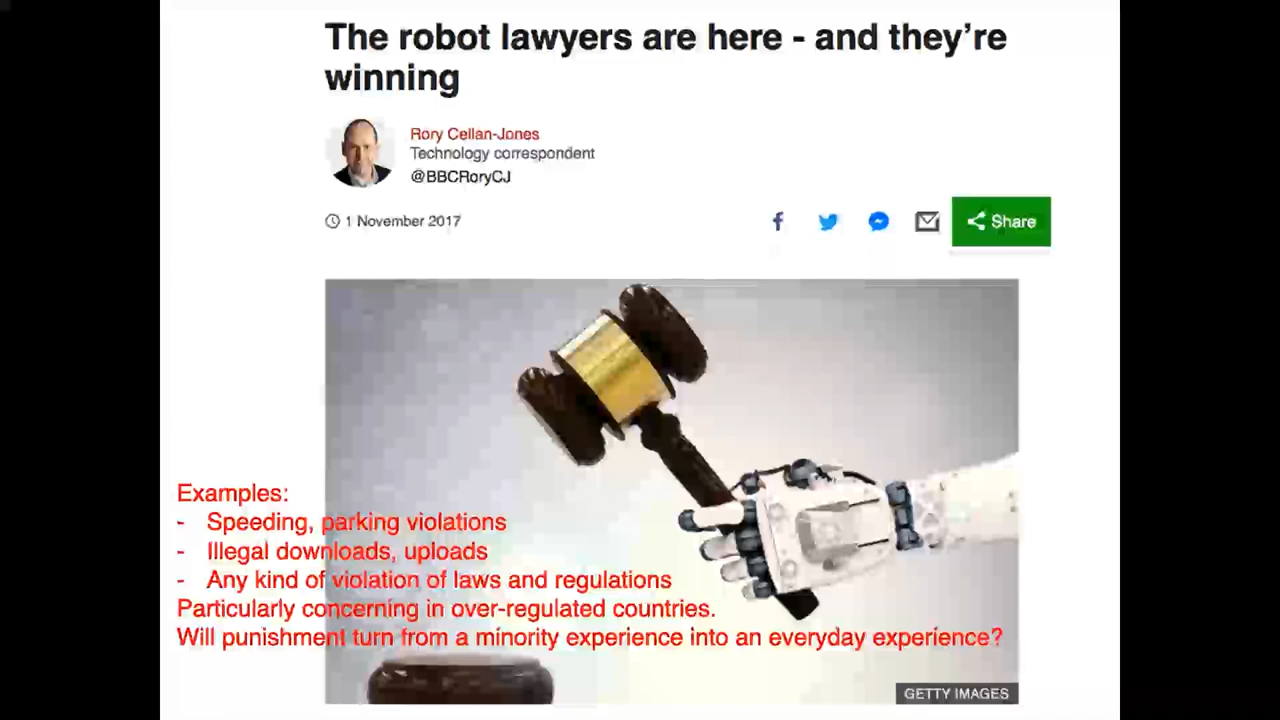 The robot lawyers are here - and they're
winning
Rory Cellan-Jones
Technology correspondent
@BBCRoryCJ
1 November 2017
Share
Examples:
- Speeding, parking violations
- Illegal downloads, uploads
- Any kind of violation of laws and regulations
Particularly concerning in over-regulated countries.
Will punishment turn from a minority experience into an everyday experience?
GETTY IMAGES